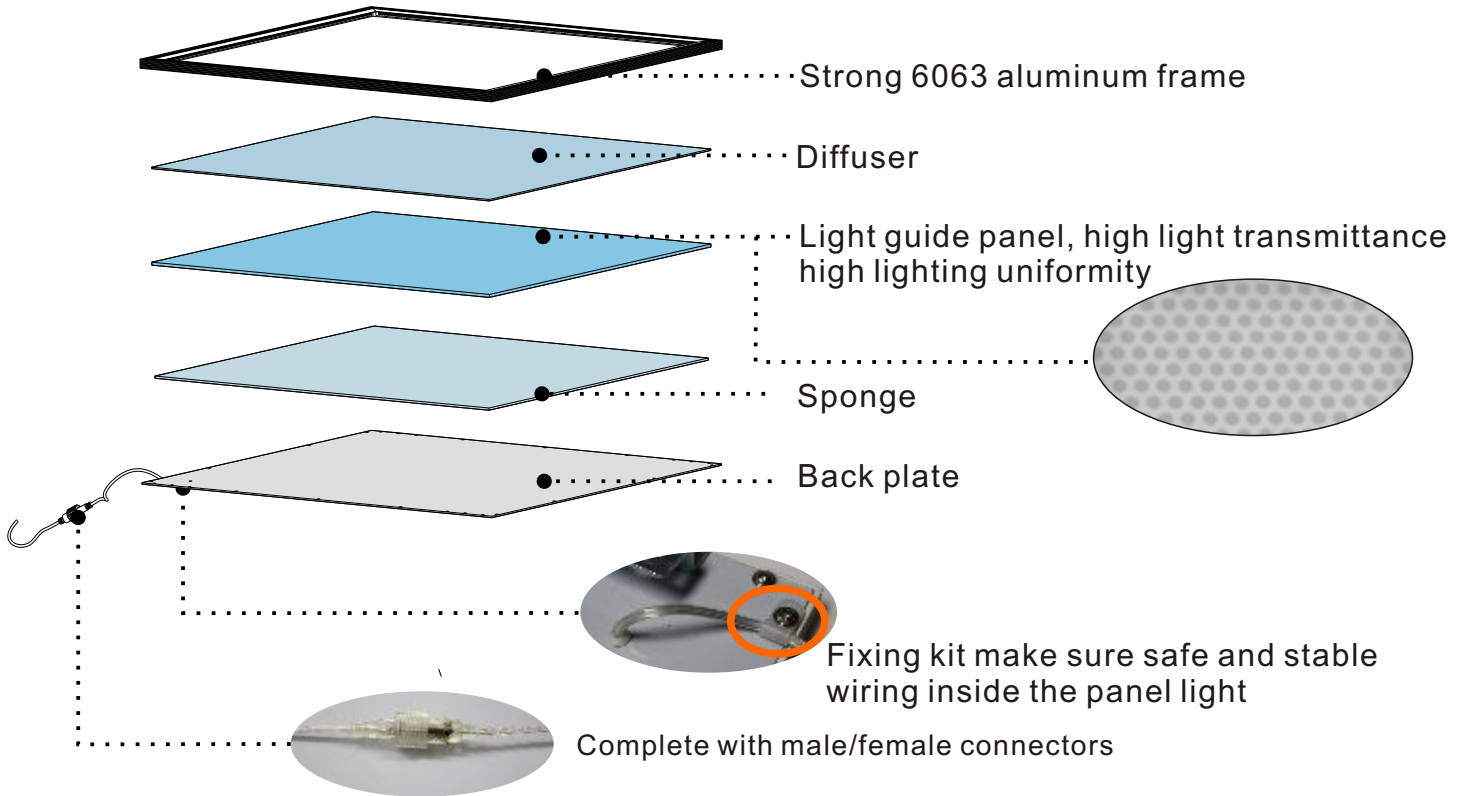 Strong 6063 aluminum frame
Diffuser
Light guide panel, high light transmittance
high lighting uniformity
Sponge
Back plate
Fixing kit make sure safe and stable
wiring inside the panel light
Complete with male/female connectors